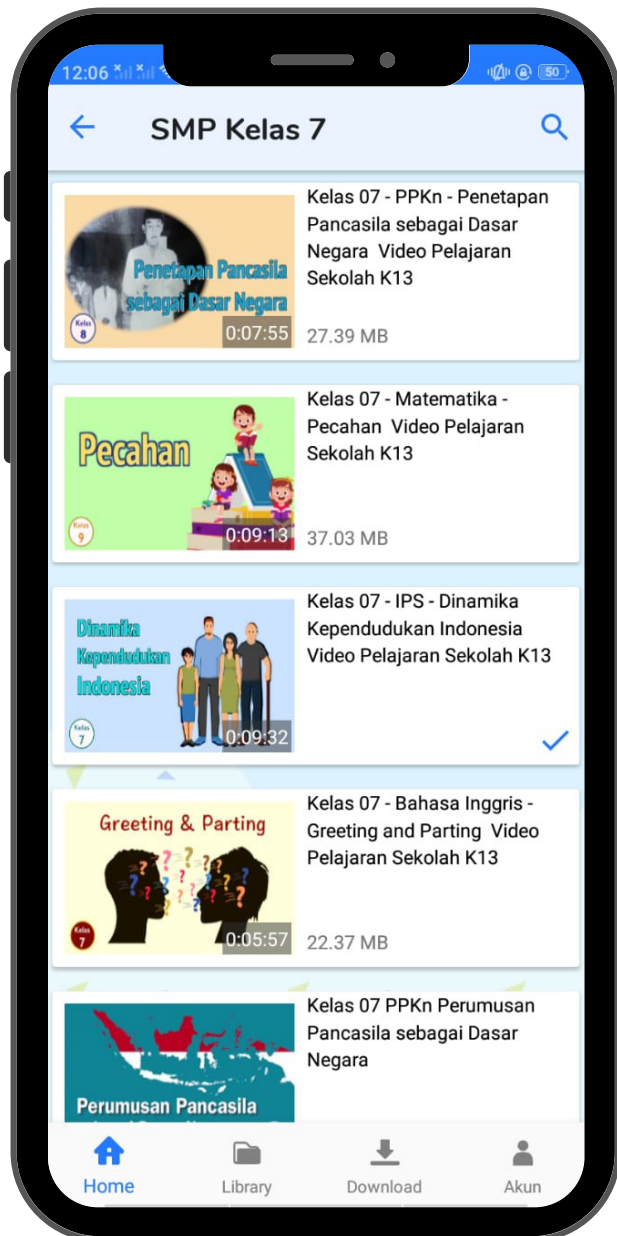 12:06
50
SMP Kelas 7
Penetapan Pancasila
sebagai Dasar Negara
Kelas
8
0:07:55
Kelas 07 - PPKn - Penetapan
Pancasila sebagai Dasar
Negara Video Pelajaran
Sekolah K13
27.39 MB
Pecahan
Kelas
9
0:09:13
Kelas 07 - Matematika -
Pecahan Video Pelajaran
Sekolah K13
37.03 MB
Dinamika
Kependudukan
Indonesia
Kelas
7
0:09:32
Kelas 07 - IPS - Dinamika
Kependudukan Indonesia
Video Pelajaran Sekolah K13
Greeting & Parting
Kelas
7
0:05:57
Kelas 07 - Bahasa Inggris -
Greeting and Parting Video
Pelajaran Sekolah K13
22.37 MB
Perumusan Pancasila
Kelas 07 PPKn Perumusan
Pancasila sebagai Dasar
Negara
Home
Library
Download
Akun